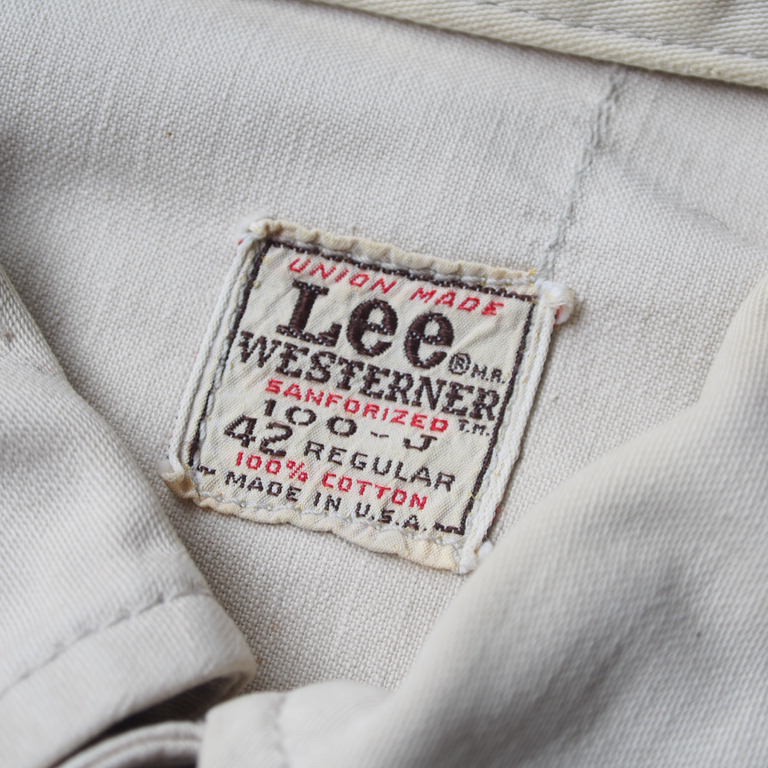 UNION MADE
Lee ® M.R.
WESTERNER T.M.
SANFORIZED
100-J
42 REGULAR
100% COTTON
MADE IN U.S.A.